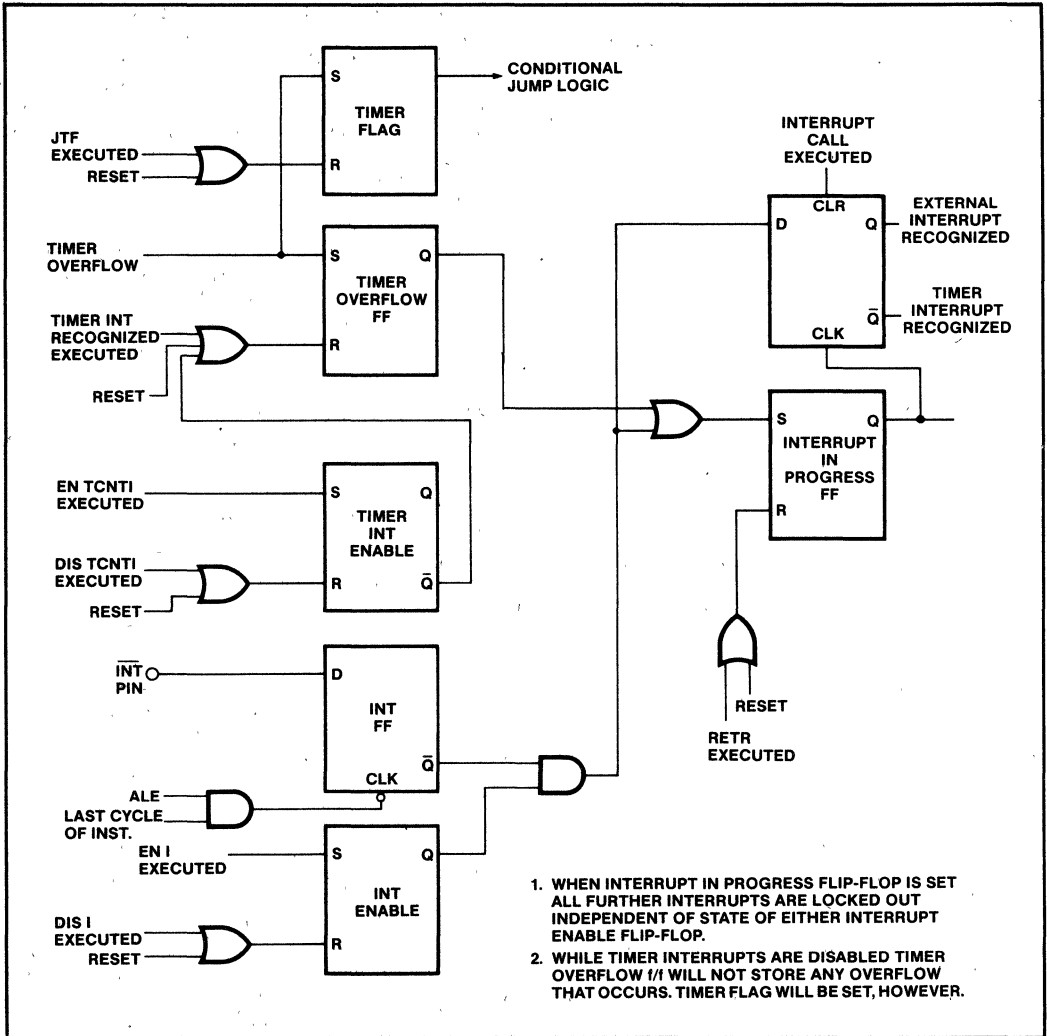 S
TIMER
FLAG
R
CONDITIONAL
JUMP LOGIC
JTF
EXECUTED
RESET
TIMER
OVERFLOW
S
Q
TIMER
OVERFLOW
FF
R
TIMER INT
RECOGNIZED
EXECUTED
RESET
EN TCNTI
EXECUTED
S
Q
TIMER
INT
ENABLE
R
Q̅
DIS TCNTI
EXECUTED
RESET
I̅N̅T̅
PIN
D
INT
FF
Q̅
CLK
ALE
LAST CYCLE
OF INST.
EN I
EXECUTED
S
Q
INT
ENABLE
R
DIS I
EXECUTED
RESET
INTERRUPT
CALL
EXECUTED
CLR
D
Q
EXTERNAL
INTERRUPT
RECOGNIZED
Q̅
TIMER
INTERRUPT
RECOGNIZED
CLK
S
Q
INTERRUPT
IN
PROGRESS
FF
R
RESET
RETR
EXECUTED
1. WHEN INTERRUPT IN PROGRESS FLIP-FLOP IS SET
ALL FURTHER INTERRUPTS ARE LOCKED OUT
INDEPENDENT OF STATE OF EITHER INTERRUPT
ENABLE FLIP-FLOP.
2. WHILE TIMER INTERRUPTS ARE DISABLED TIMER
OVERFLOW f/f WILL NOT STORE ANY OVERFLOW
THAT OCCURS. TIMER FLAG WILL BE SET, HOWEVER.